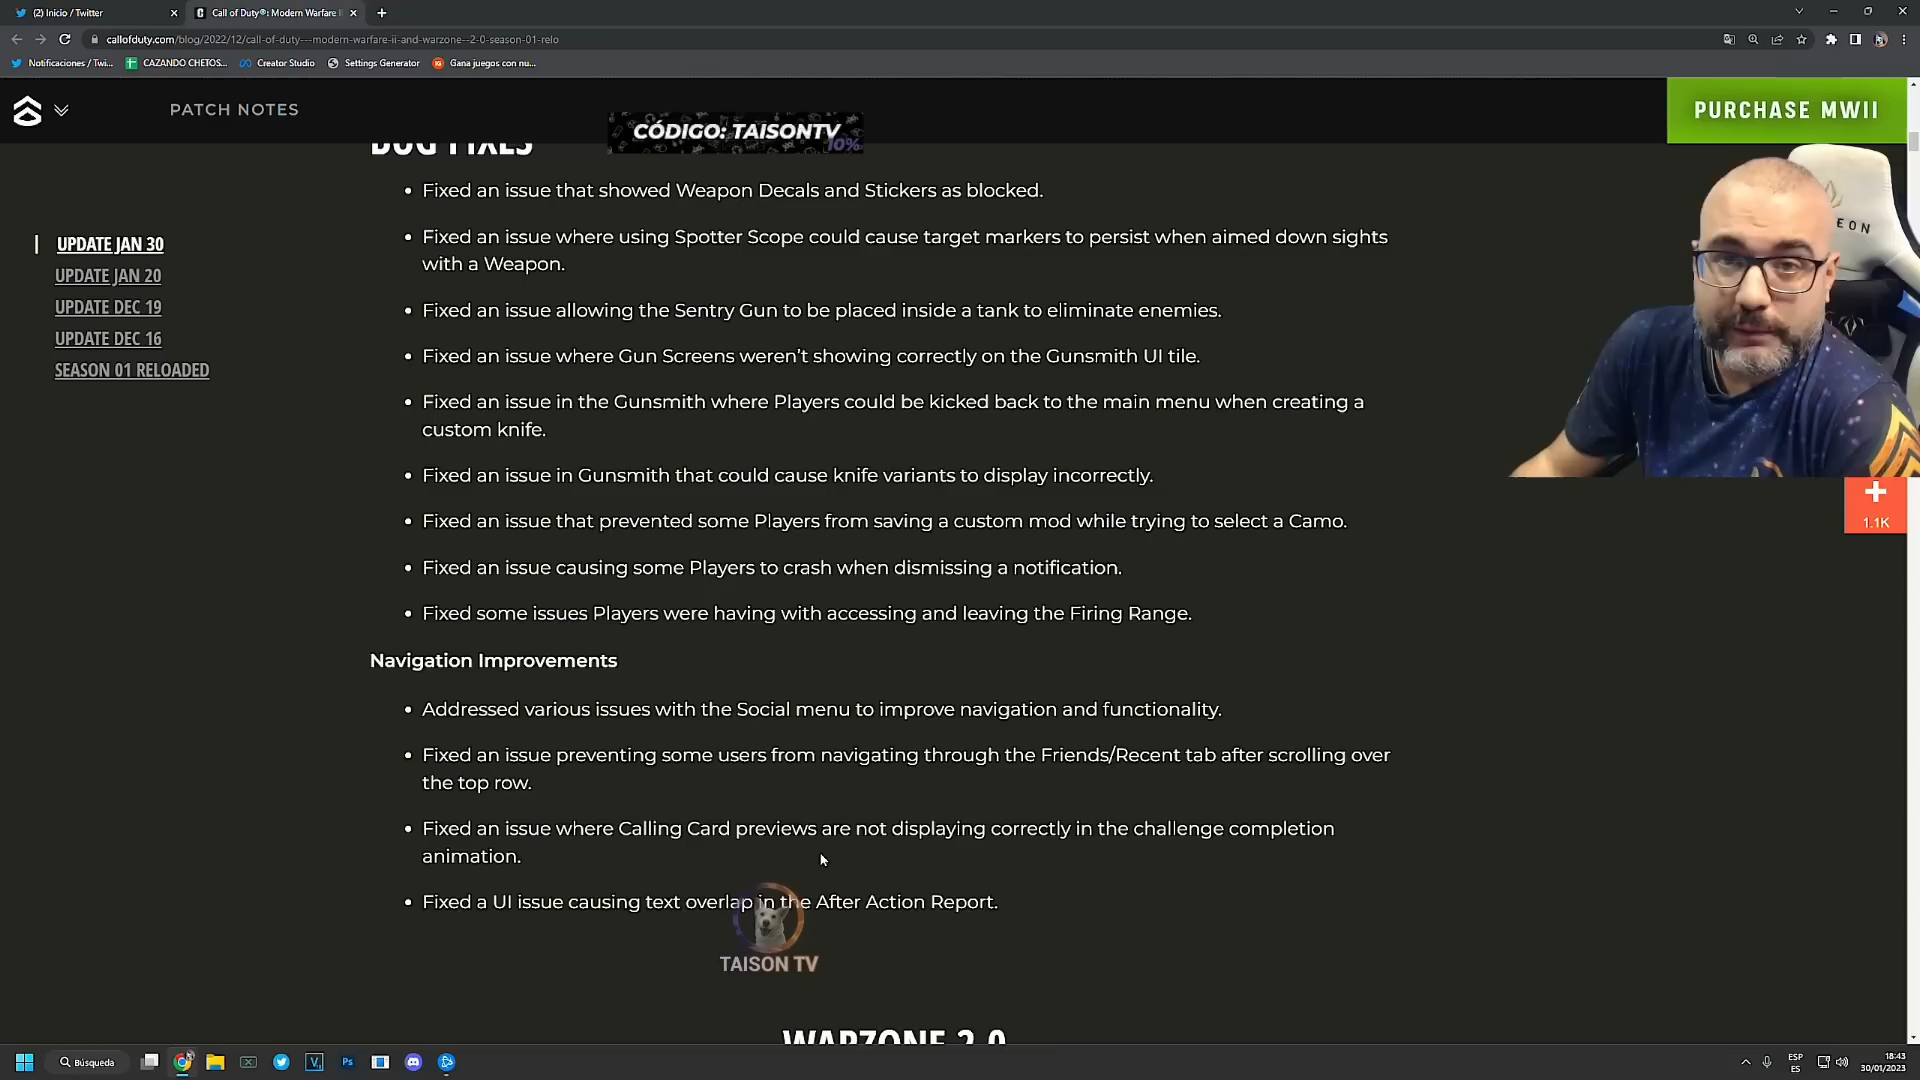 (2) Inicio / Twitter
Call of Duty®: Modern Warfare II
callofduty.com/blog/2022/12/call-of-duty---modern-warfare-ii-and-warzone--2-0-season-01-relo
Notificaciones / Twi...
CAZANDO CHETOS...
Creator Studio
Settings Generator
Gana juegos con nu...
PATCH NOTES
CÓDIGO: TAISONTV
10%
PURCHASE MWII
BUG FIXES
• Fixed an issue that showed Weapon Decals and Stickers as blocked.
• Fixed an issue where using Spotter Scope could cause target markers to persist when aimed down sights
with a Weapon.
• Fixed an issue allowing the Sentry Gun to be placed inside a tank to eliminate enemies.
• Fixed an issue where Gun Screens weren't showing correctly on the Gunsmith UI tile.
• Fixed an issue in the Gunsmith where Players could be kicked back to the main menu when creating a
custom knife.
• Fixed an issue in Gunsmith that could cause knife variants to display incorrectly.
• Fixed an issue that prevented some Players from saving a custom mod while trying to select a Camo.
• Fixed an issue causing some Players to crash when dismissing a notification.
• Fixed some issues Players were having with accessing and leaving the Firing Range.
UPDATE JAN 30
UPDATE JAN 20
UPDATE DEC 19
UPDATE DEC 16
SEASON 01 RELOADED
EON
EON
+
1.1K
Navigation Improvements
• Addressed various issues with the Social menu to improve navigation and functionality.
• Fixed an issue preventing some users from navigating through the Friends/Recent tab after scrolling over
the top row.
• Fixed an issue where Calling Card previews are not displaying correctly in the challenge completion
animation.
• Fixed a UI issue causing text overlap in the After Action Report.
TAISON TV
WARZONE 2.0
Búsqueda
Ps
ESP
ES
18:43
30/01/2023